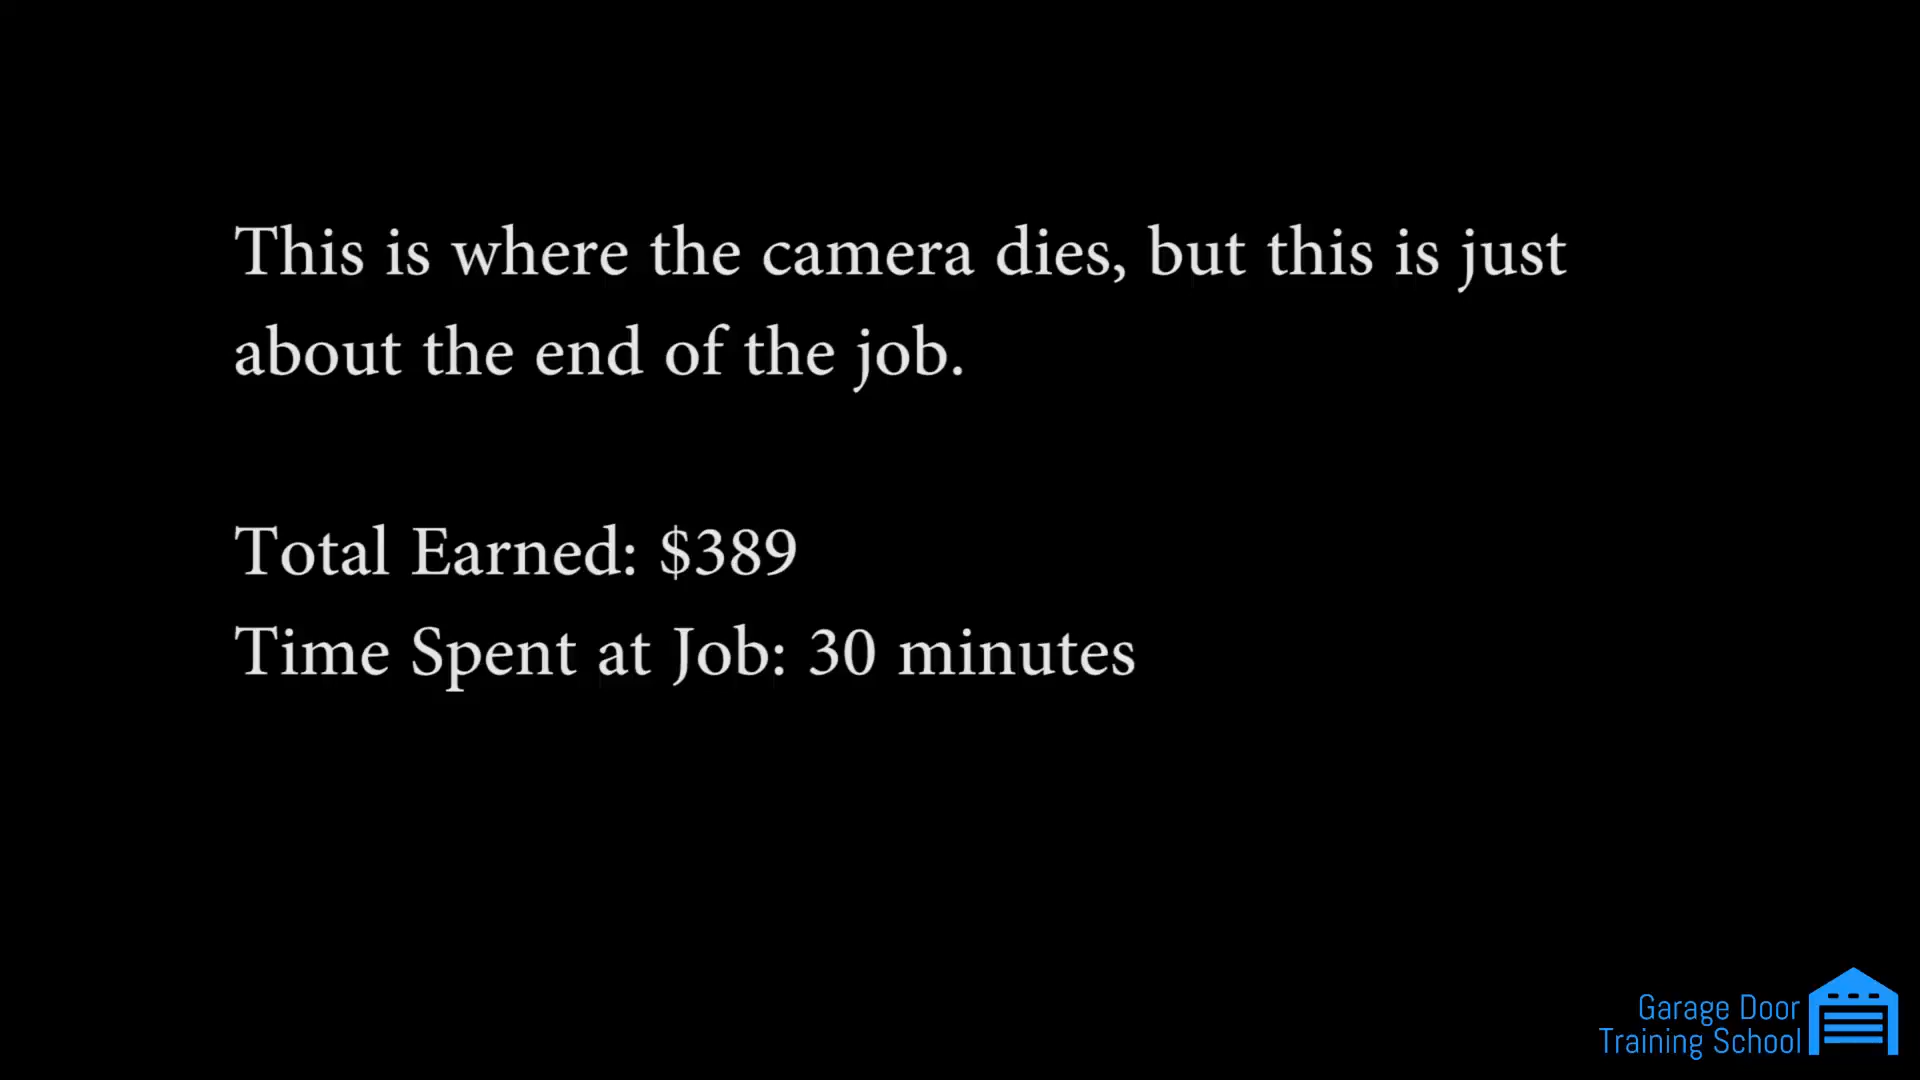 This is where the camera dies, but this is just
about the end of the job.
Total Earned: $389
Time Spent at Job: 30 minutes
Garage Door
Training School